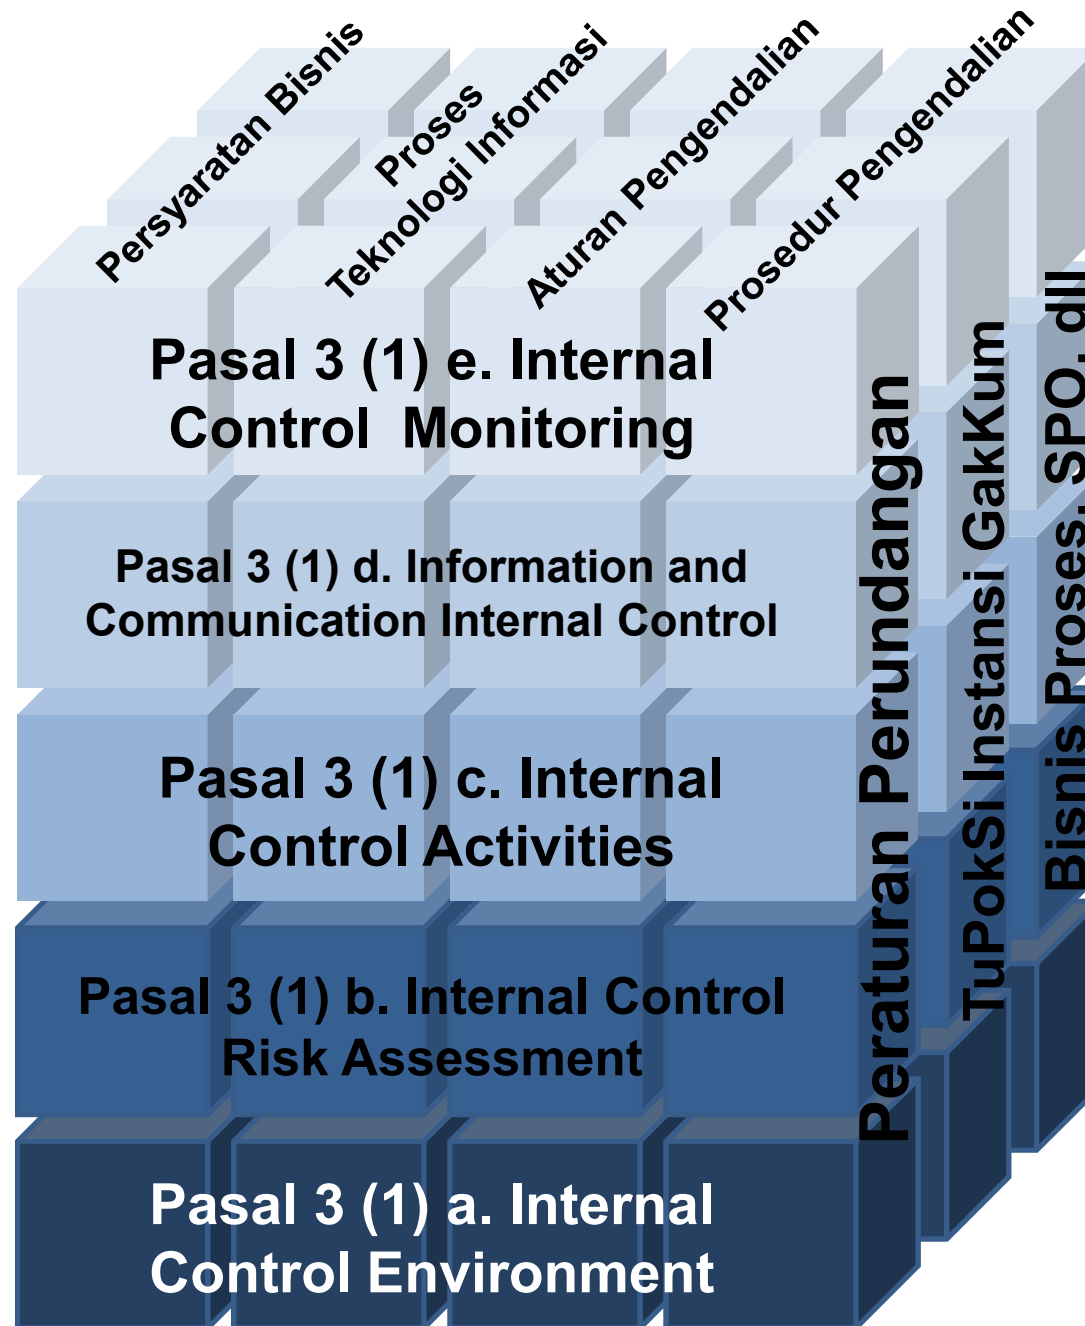 Persyaratan Bisnis
Proses
Teknologi Informasi
Aturan Pengendalian
Prosedur Pengendalian
Pasal 3 (1) e. Internal
Control Monitoring
Pasal 3 (1) d. Information and
Communication Internal Control
Pasal 3 (1) c. Internal
Control Activities
Pasal 3 (1) b. Internal Control
Risk Assessment
Pasal 3 (1) a. Internal
Control Environment
Peraturan Perundangan
TuPokSi Instansi GakKum
Bisnis Proses, SPO, dll